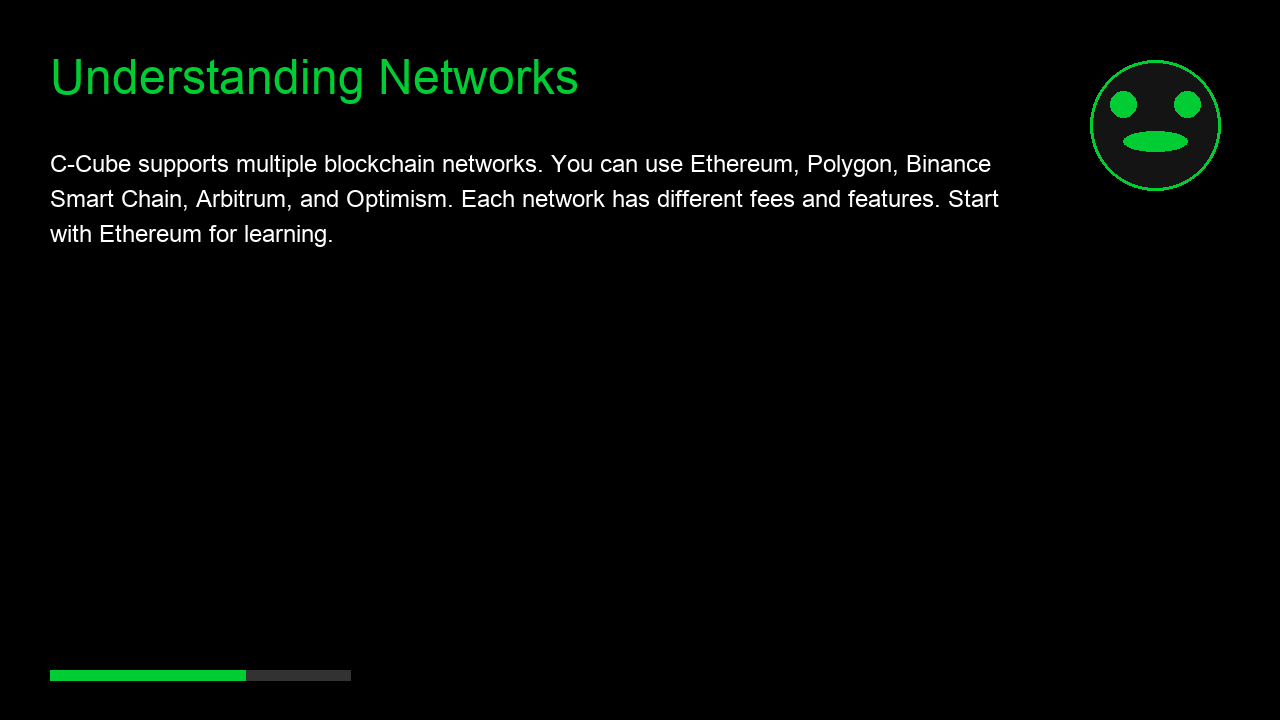 Understanding Networks
C-Cube supports multiple blockchain networks. You can use Ethereum, Polygon, Binance
Smart Chain, Arbitrum, and Optimism. Each network has different fees and features. Start
with Ethereum for learning.